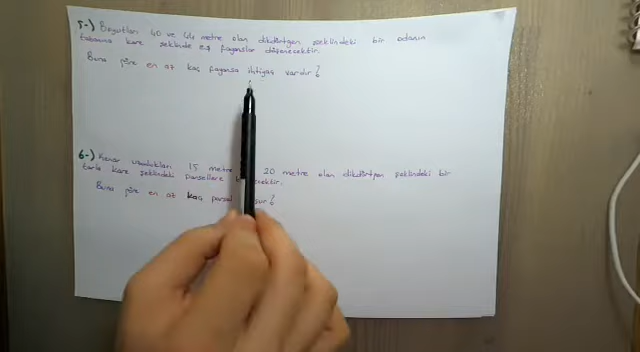 5-) Boyutları 40 ve 64 metre olan dikdörtgen şeklindeki bir odanın
tabanına kare şeklinde eş fayanslar döşenecektir.
Buna göre en az kaç fayansa ihtiyaç vardır?
6-) Kenar uzunlukları 15 metre 20 metre olan dikdörtgen şeklindeki bir
tarla kare şeklindeki parsellere
Buna göre en az kaç parsel